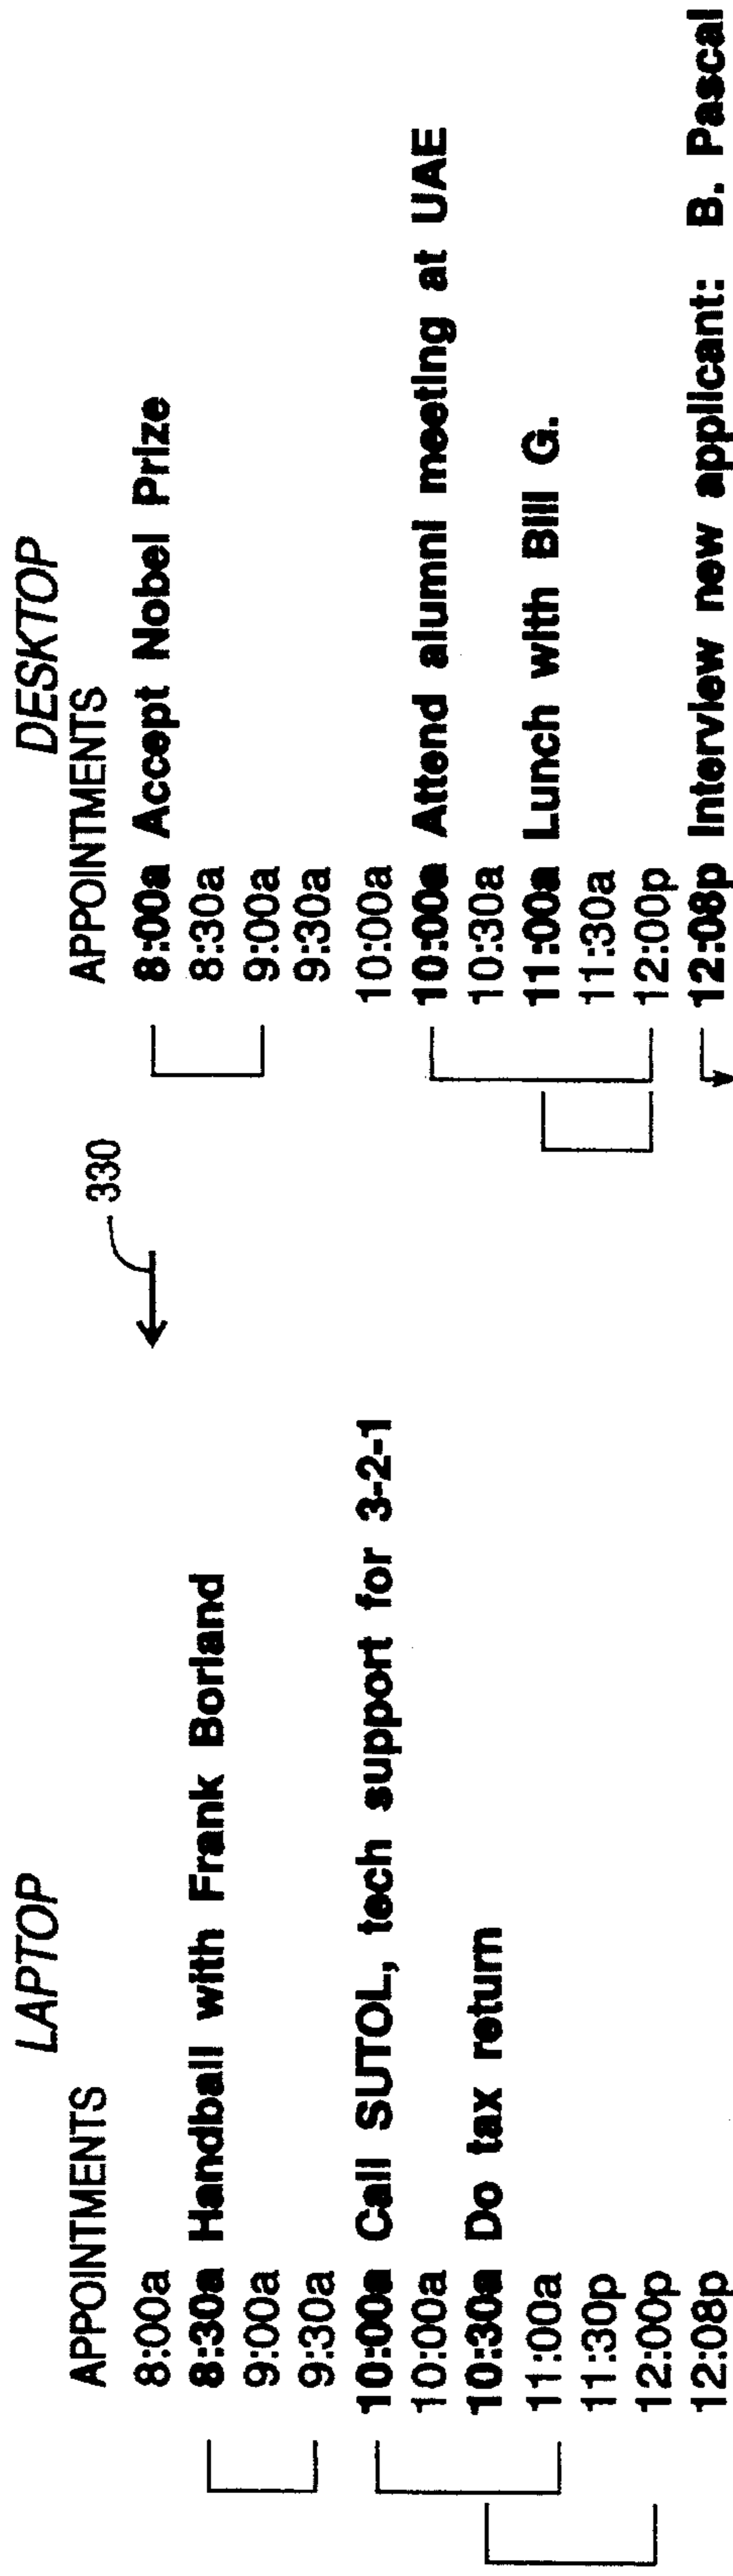 LAPTOP
APPOINTMENTS
8:00a
8:30a Handball with Frank Borland
9:00a
9:30a
10:00a Call SUTOL, tech support for 3-2-1
10:00a
10:30a Do tax return
11:00a
11:30p
12:00p
12:08p
330
DESKTOP
APPOINTMENTS
8:00a Accept Nobel Prize
8:30a
9:00a
9:30a
10:00a
10:00a Attend alumni meeting at UAE
10:30a
11:00a Lunch with Bill G.
11:30a
12:00p
12:08p Interview new applicant: B. Pascal